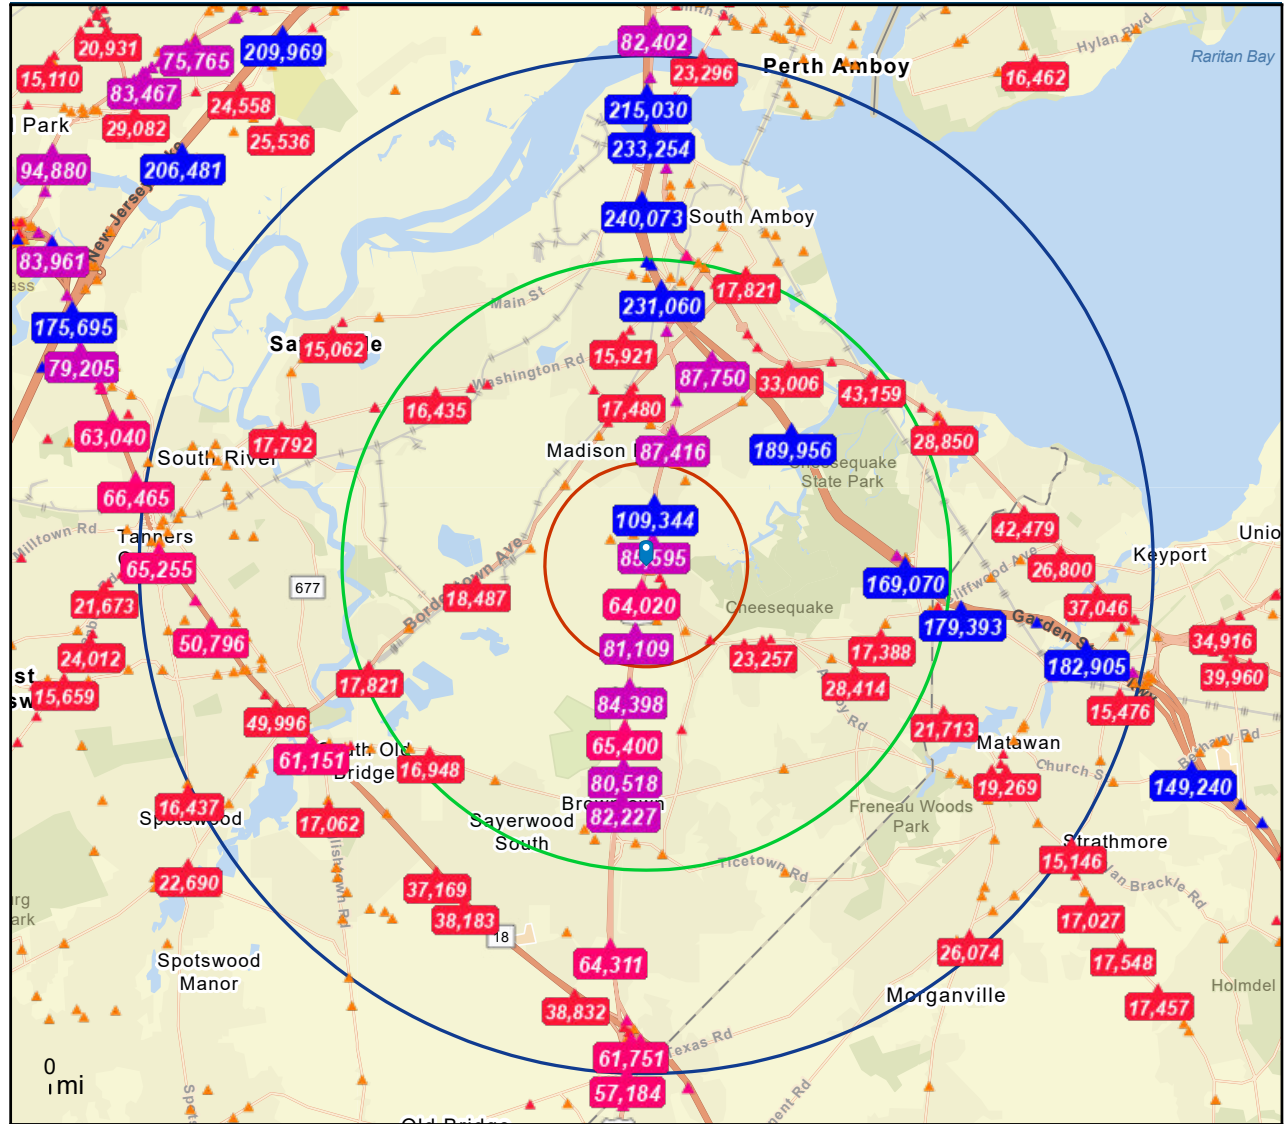 82,402
20,931
209,969
75,765
Hylan Blvd
Raritan Bay
15,110
23,296
Perth Amboy
16,462
83,467
24,558
215,030
29,082
Park
25,536
233,254
94,880
206,481
New Jersey
240,073
South Amboy
83,961
17,821
Main St
231,060
175,695
15,062
15,921
79,205
Washington Rd
87,750
33,006
43,159
16,435
17,480
63,040
17,792
28,850
South River
Madison
87,416
189,956
Cheesequake
State Park
66,465
109,344
42,479
Milltown Rd
Tanners
Keyport
65,255
26,800
Cliffwood Ave
169,070
677
18,487
Bordentown Ave
64,020
Cheesequake
21,673
37,046
Garden
179,393
50,796
81,109
34,916
24,012
23,257
17,388
182,905
39,960
15,659
17,821
28,414
84,398
15,476
49,996
21,713
65,400
South Old
Bridge
61,151
Matawan
16,948
Church S
80,518
19,269
149,240
16,437
Spotswood
17,062
Sayerwood
South
82,227
Freneau Woods
Park
Strathmore
15,146
Ticetown Rd
22,690
37,169
Van Brackle Rd
38,183
17,027
18
26,074
Spotswood
Manor
64,311
17,548
Holmdel
Morganville
38,832
17,457
Texas Rd
61,751
0
mi
57,184
Old Bridge